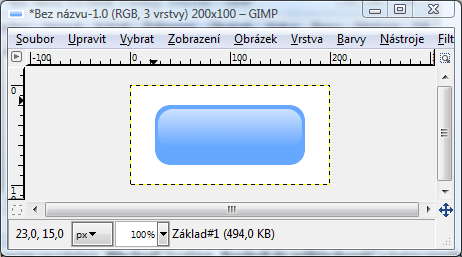 *Bez názvu-1.0 (RGB, 3 vrstvy) 200x100 – GIMP
Soubor Upravit Vybrat Zobrazení Obrázek Vrstva Barvy Nástroje Filt
-100 0 100 200
0
1
23,0, 15,0 px 100% Základ#1 (494,0 KB)